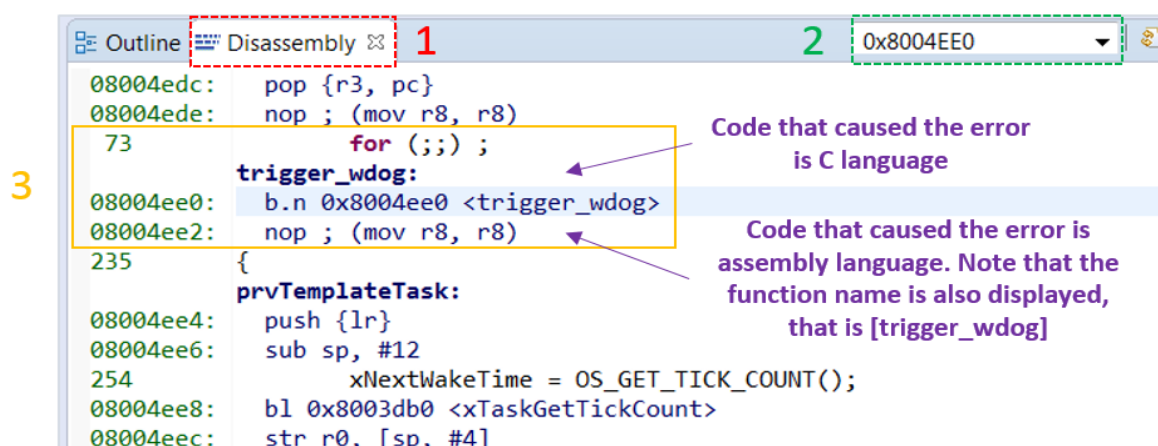 Outline Disassembly 1 2 0x8004EE0
08004edc: pop {r3, pc}
08004ede: nop ; (mov r8, r8)
73 for (;;) ;
trigger_wdog:
08004ee0: b.n 0x8004ee0 <trigger_wdog>
08004ee2: nop ; (mov r8, r8)
235 {
prvTemplateTask:
08004ee4: push {lr}
08004ee6: sub sp, #12
254 xNextWakeTime = OS_GET_TICK_COUNT();
08004ee8: bl 0x8003db0 <xTaskGetTickCount>
08004eec: str r0, [sp, #4]
3
Code that caused the error
is C language
Code that caused the error is
assembly language. Note that the
function name is also displayed,
that is [trigger_wdog]